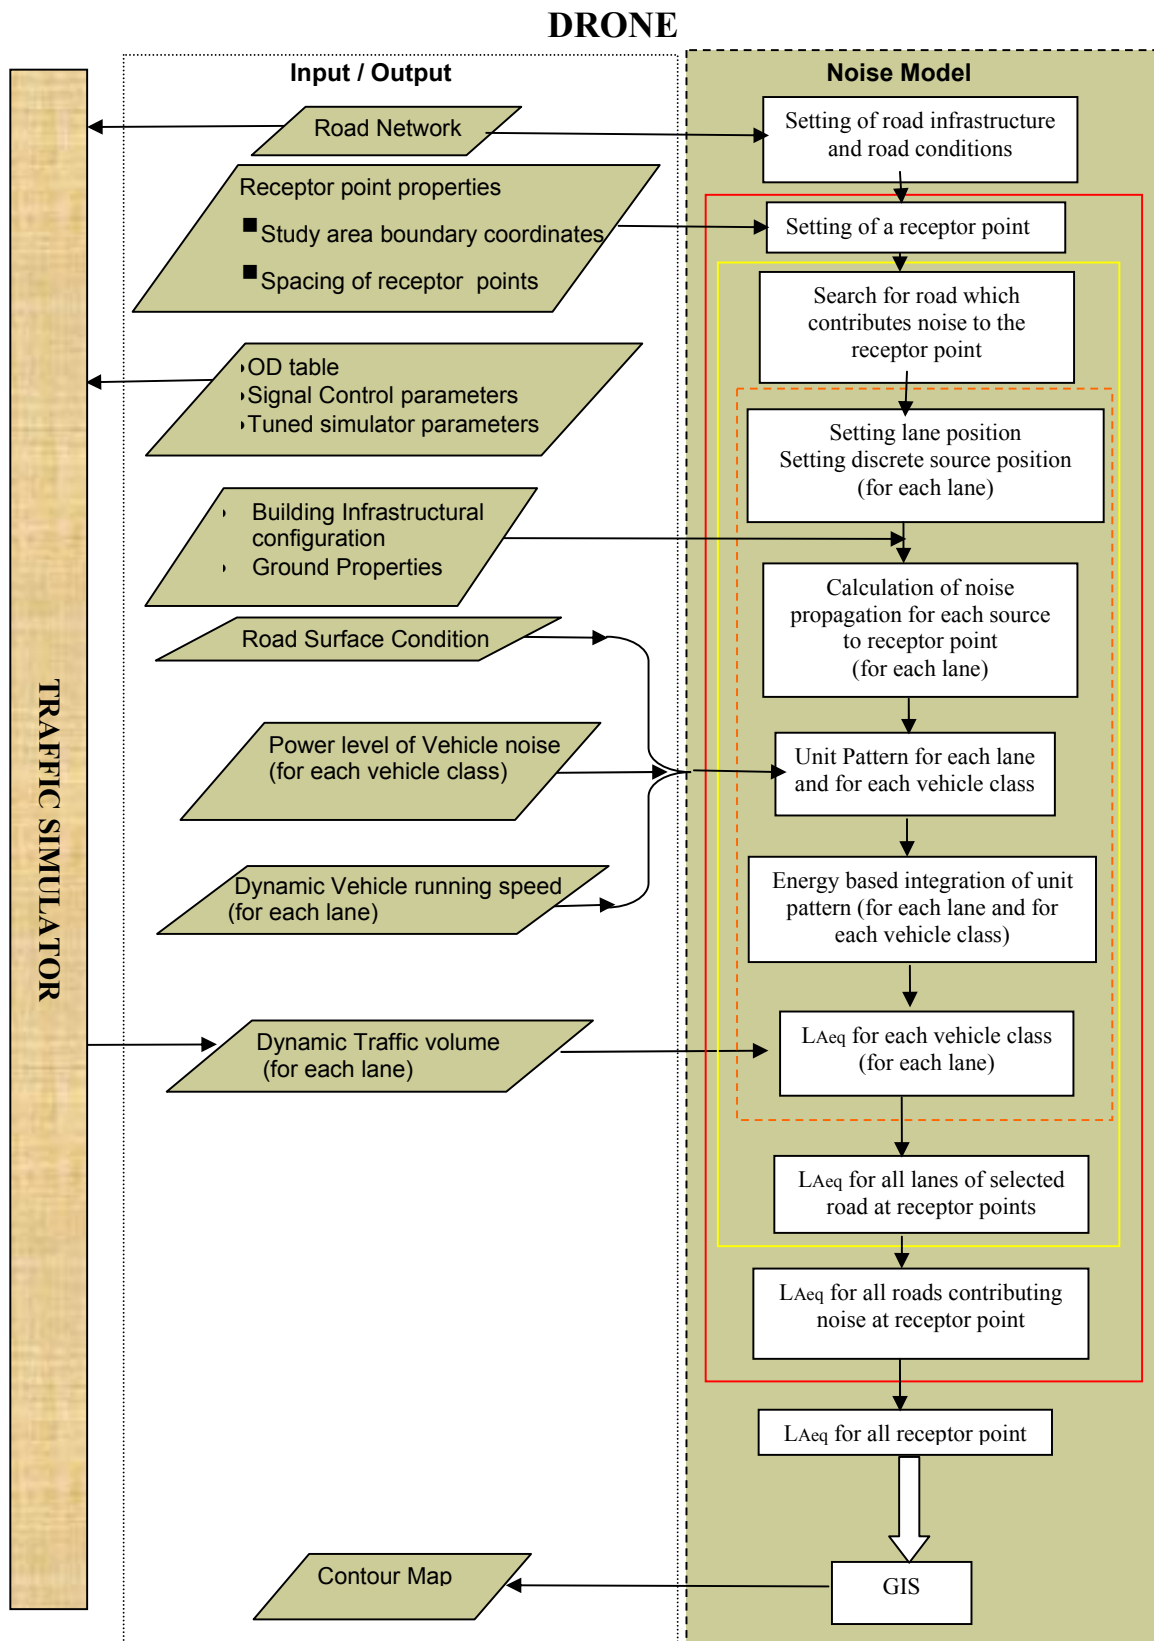 DRONE
TRAFFIC SIMULATOR
Input / Output
Road Network
Receptor point properties
Study area boundary coordinates
Spacing of receptor points
OD table
Signal Control parameters
Tuned simulator parameters
Building Infrastructural
configuration
Ground Properties
Road Surface Condition
Power level of Vehicle noise
(for each vehicle class)
Dynamic Vehicle running speed
(for each lane)
Dynamic Traffic volume
(for each lane)
Contour Map
Noise Model
Setting of road infrastructure
and road conditions
Setting of a receptor point
Search for road which
contributes noise to the
receptor point
Setting lane position
Setting discrete source position
(for each lane)
Calculation of noise
propagation for each source
to receptor point
(for each lane)
Unit Pattern for each lane
and for each vehicle class
Energy based integration of unit
pattern (for each lane and for
each vehicle class)
LAeq for each vehicle class
(for each lane)
LAeq for all lanes of selected
road at receptor points
LAeq for all roads contributing
noise at receptor point
LAeq for all receptor point
GIS